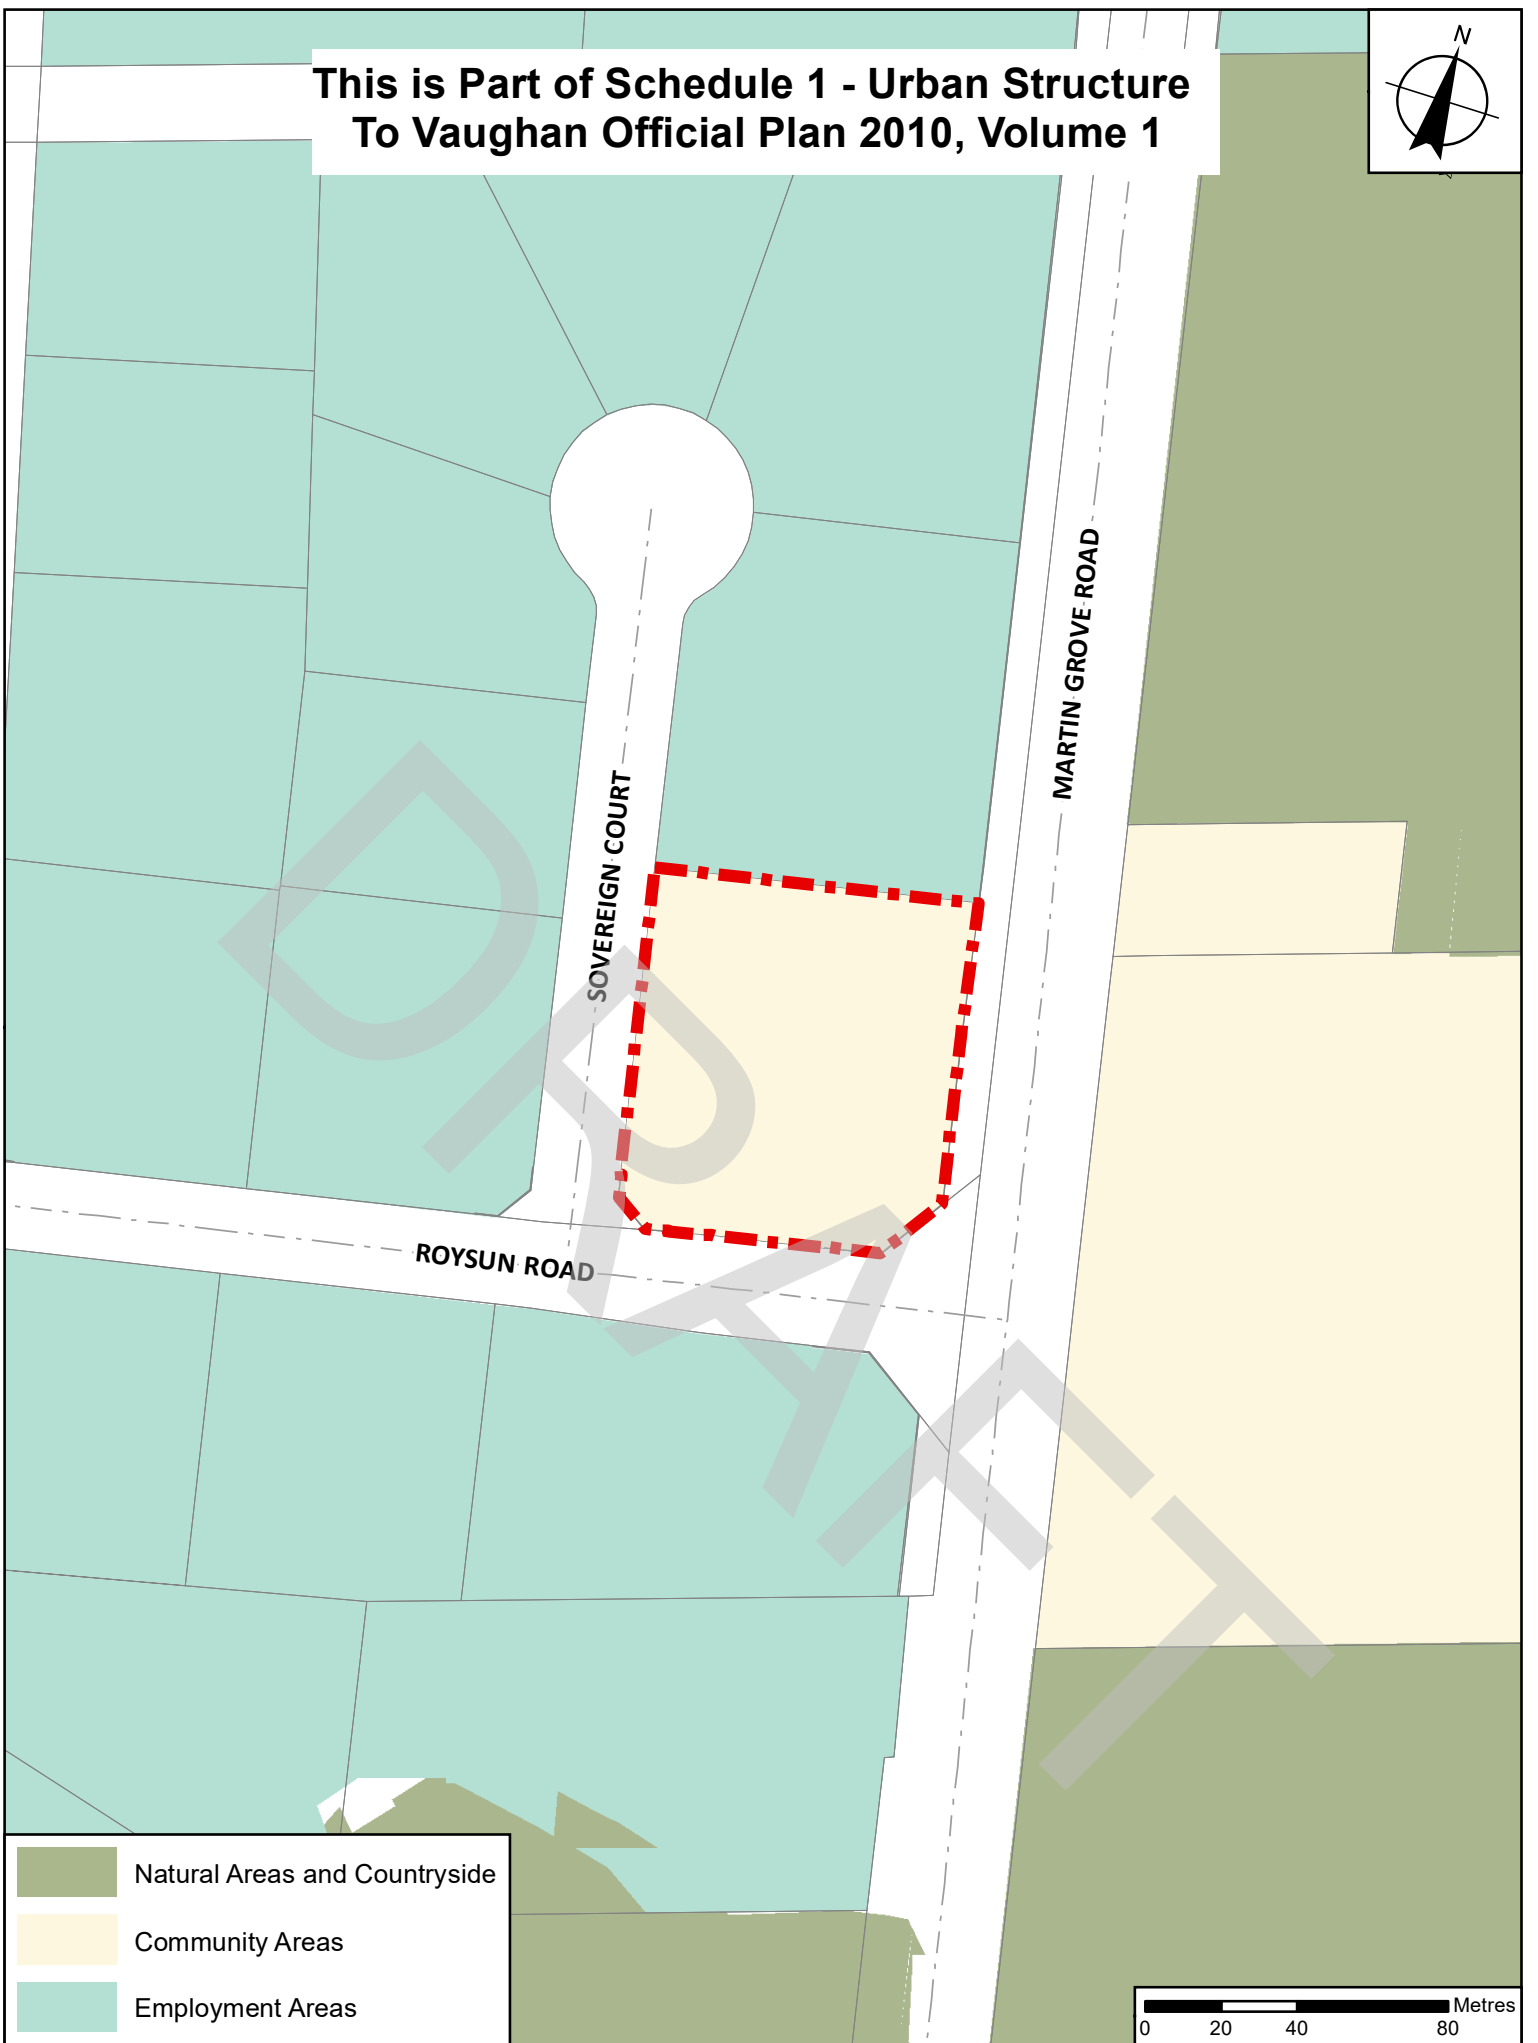 This is Part of Schedule 1 - Urban Structure
To Vaughan Official Plan 2010, Volume 1
N
MARTIN GROVE ROAD
SOVEREIGN COURT
ROYSUN ROAD
DRAFT
Natural Areas and Countryside
Community Areas
Employment Areas
Metres
0 20 40 80